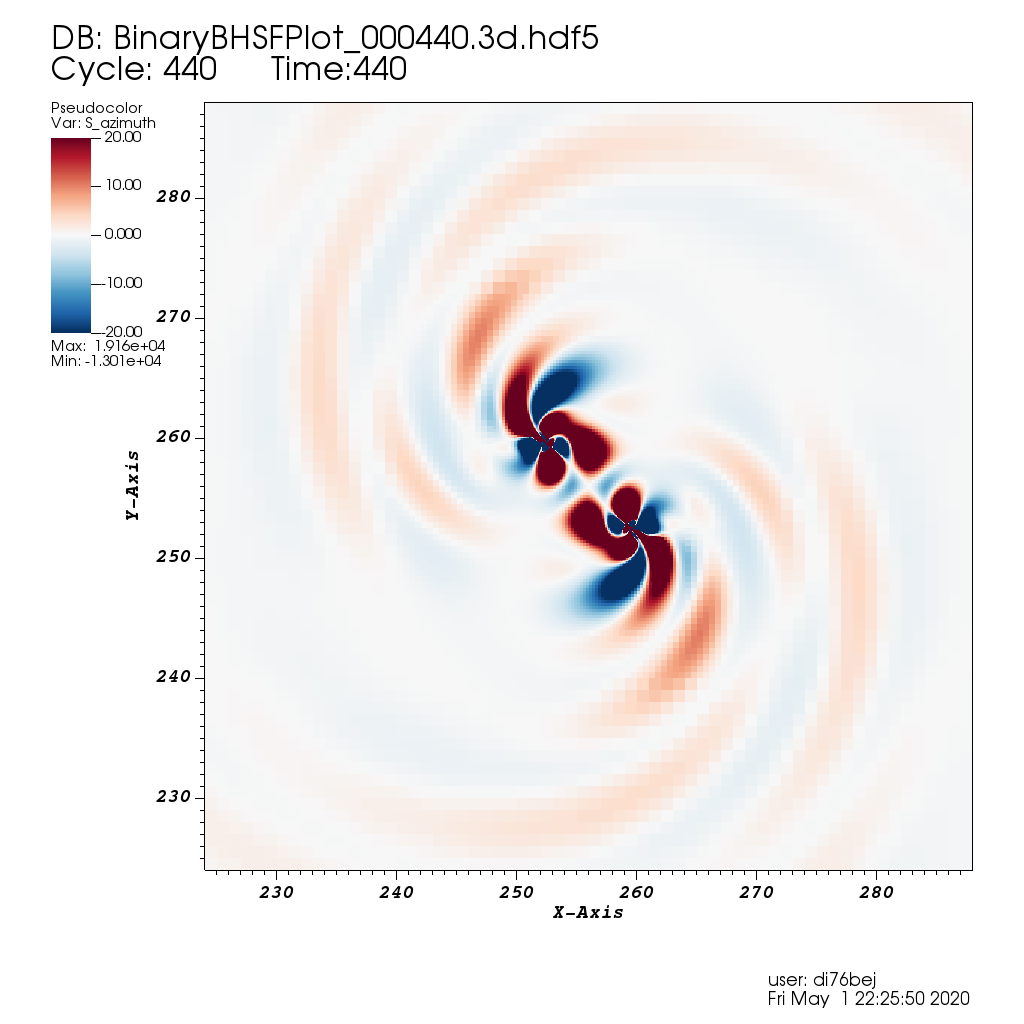 DB: BinaryBHSFPlot_000440.3d.hdf5
Cycle: 440 Time:440
Pseudocolor
Var: S_azimuth
20.00
10.00
0.000
-10.00
-20.00
Max: 1.916e+04
Min: -1.301e+04
280
270
260
250
240
230
Y-Axis
230 240 250 260 270 280
X-Axis
user: di76bej
Fri May 1 22:25:50 2020